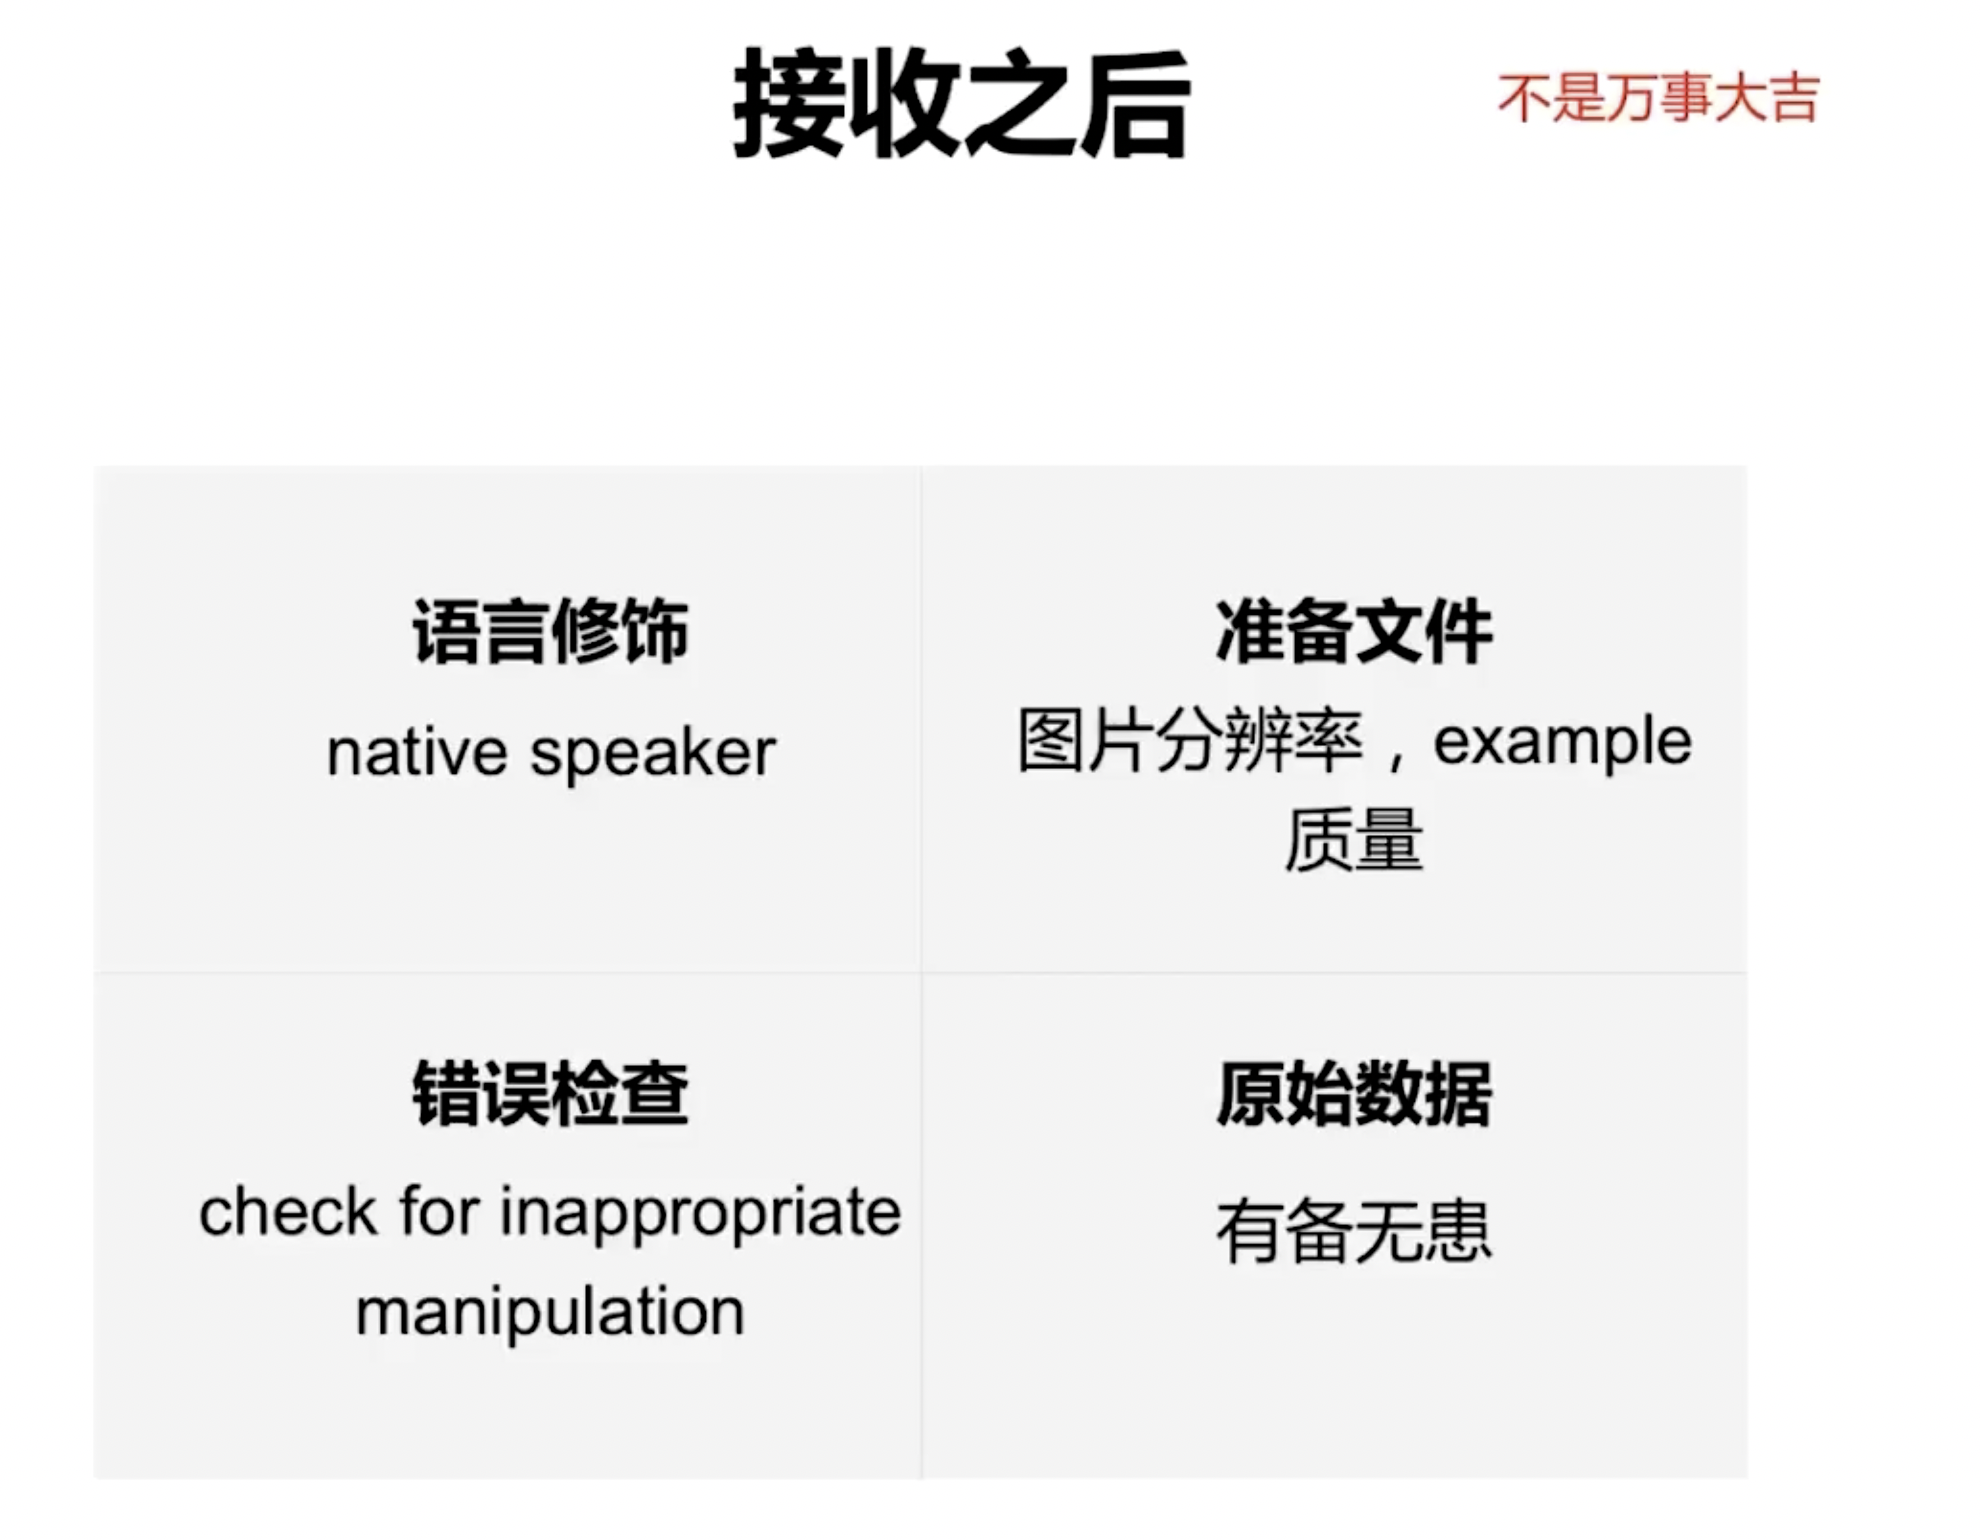 接收之后
不是万事大吉
语言修饰
native speaker
准备文件
图片分辨率，example
质量
错误检查
check for inappropriate
manipulation
原始数据
有备无患